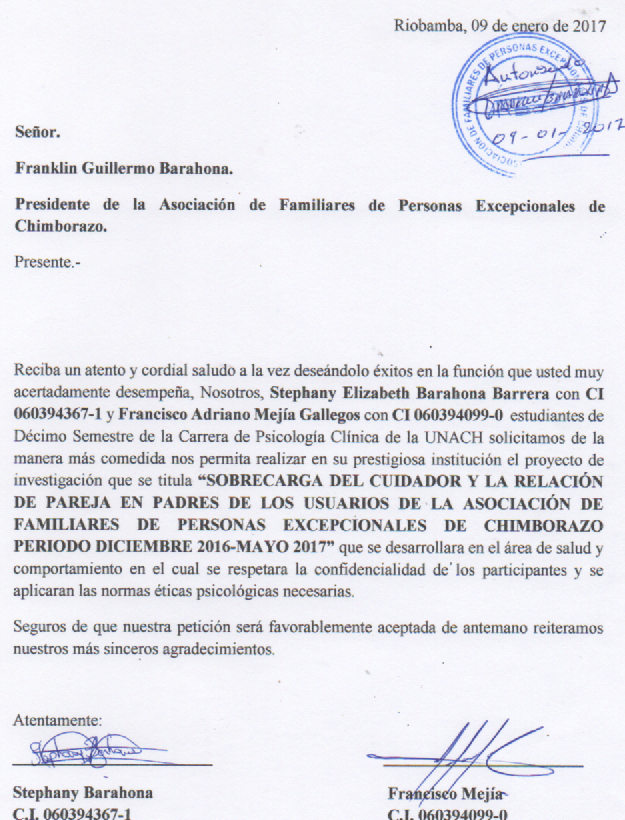 Riobamba, 09 de enero de 2017
ASOCIACIÓN DE FAMILIARES DE PERSONAS EXCEPCIONALES DE
Autorizado
09-01-2017
Señor.
Franklin Guillermo Barahona.
Presidente de la Asociación de Familiares de Personas Excepcionales de
Chimborazo.
Presente.-
Reciba un atento y cordial saludo a la vez deseándolo éxitos en la función que usted muy
acertadamente desempeña, Nosotros, Stephany Elizabeth Barahona Barrera con CI
060394367-1 y Francisco Adriano Mejía Gallegos con CI 060394099-0 estudiantes de
Décimo Semestre de la Carrera de Psicología Clínica de la UNACH solicitamos de la
manera más comedida nos permita realizar en su prestigiosa institución el proyecto de
investigación que se titula “SOBRECARGA DEL CUIDADOR Y LA RELACIÓN
DE PAREJA EN PADRES DE LOS USUARIOS DE LA ASOCIACIÓN DE
FAMILIARES DE PERSONAS EXCEPCIONALES DE CHIMBORAZO
PERIODO DICIEMBRE 2016-MAYO 2017” que se desarrollara en el área de salud y
comportamiento en el cual se respetara la confidencialidad de los participantes y se
aplicaran las normas éticas psicológicas necesarias.
Seguros de que nuestra petición será favorablemente aceptada de antemano reiteramos
nuestros más sinceros agradecimientos.
Atentamente:
Stephany Barahona
Stephany Barahona Francisco Mejía
C.I. 060394367-1 C.I. 060394099-0